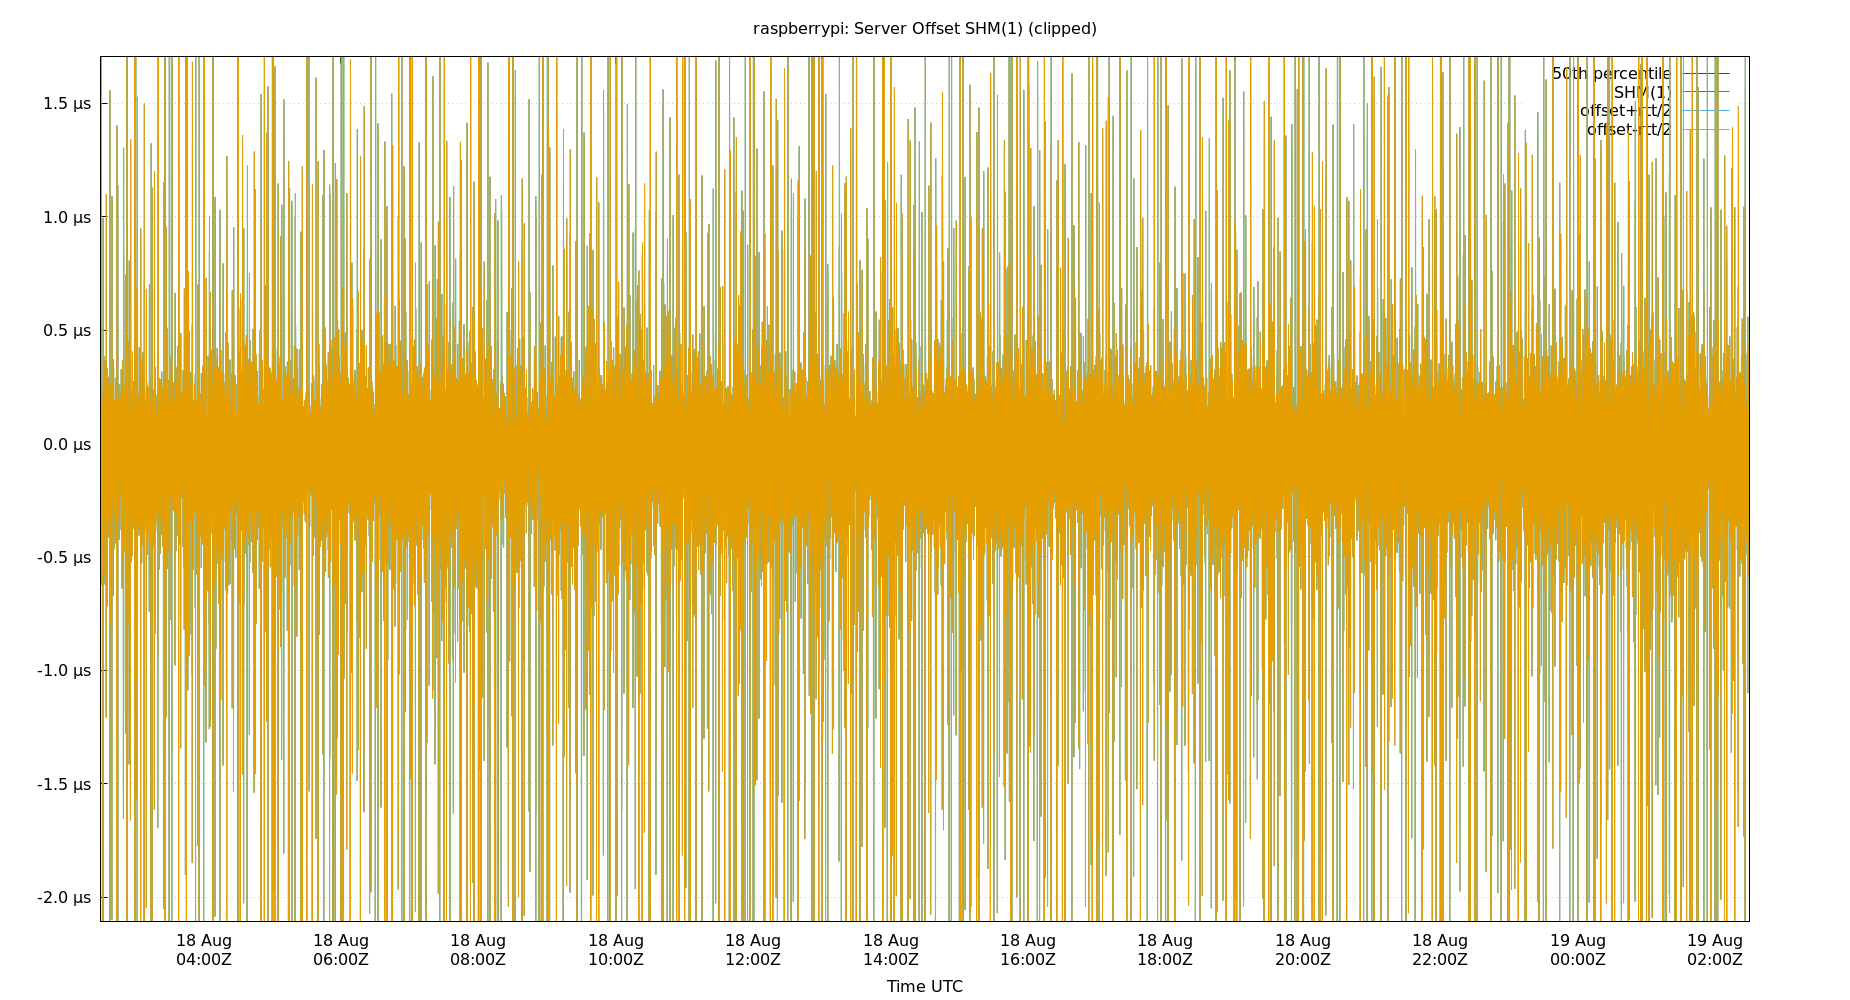 raspberrypi: Server Offset SHM(1) (clipped)
50th percentile
SHM(1)
offset+rtt/2
offset-rtt/2
1.5 µs
1.0 µs
0.5 µs
0.0 µs
-0.5 µs
-1.0 µs
-1.5 µs
-2.0 µs
18 Aug 18 Aug 18 Aug 18 Aug 18 Aug 18 Aug 18 Aug 18 Aug 18 Aug 18 Aug 19 Aug 19 Aug
04:00Z 06:00Z 08:00Z 10:00Z 12:00Z 14:00Z 16:00Z 18:00Z 20:00Z 22:00Z 00:00Z 02:00Z
Time UTC